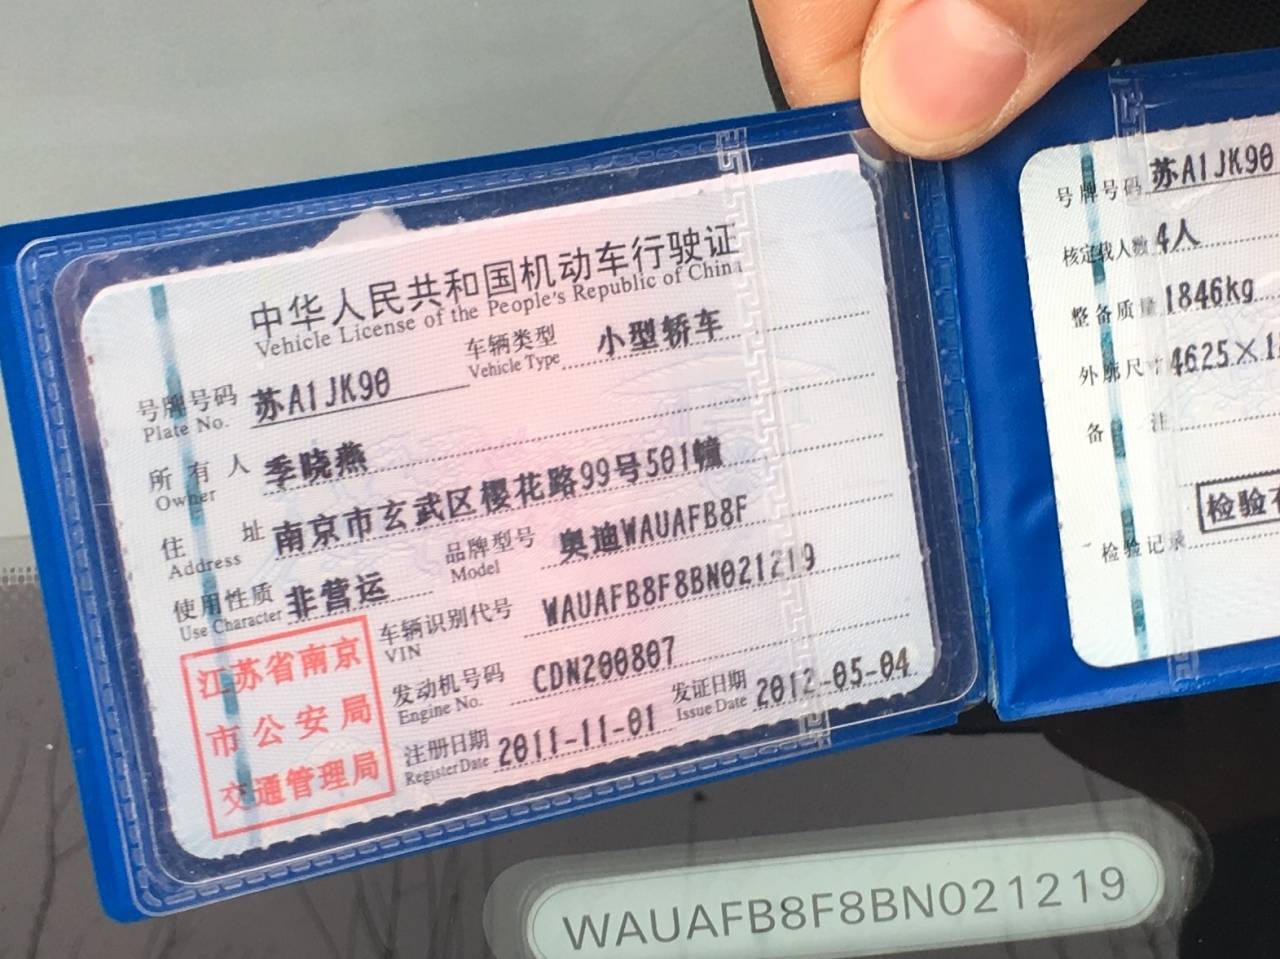 中华人民共和国机动车行驶证
Vehicle License of the People's Republic of China
号牌号码 苏A1JK90 车辆类型 小型轿车
Plate No. Vehicle Type
所有人 季晓燕
Owner
住址 南京市玄武区樱花路99号501幢
Address
使用性质 非营运 品牌型号 奥迪WAUAFB8F
Use Character Model
车辆识别代号 WAUAFB8F8BN021219
VIN
发动机号码 CDN200807
Engine No.
注册日期 2011-11-01 发证日期 2012-05-04
RegisterDate Issue Date
江苏省南京
市公安局
交通管理局
号牌号码 苏A1JK90
核定载人数 4人
整备质量 1846kg
外廓尺寸 4625×1
备注
检验
检验记录
WAUAFB8F8BN021219